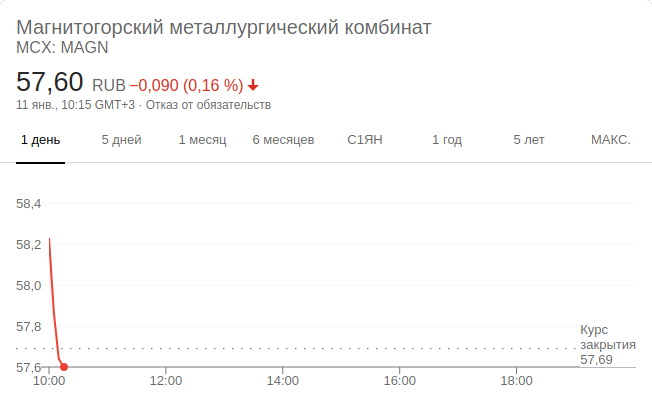 Магнитогорский металлургический комбинат
MCX: MAGN
57,60 RUB −0,090 (0,16 %)
11 янв., 10:15 GMT+3 · Отказ от обязательств
1 день 5 дней 1 месяц 6 месяцев С1ЯН 1 год 5 лет МАКС.
58,4
58,2
58,0
57,8
Курс
закрытия
57,69
57,6
10:00 12:00 14:00 16:00 18:00